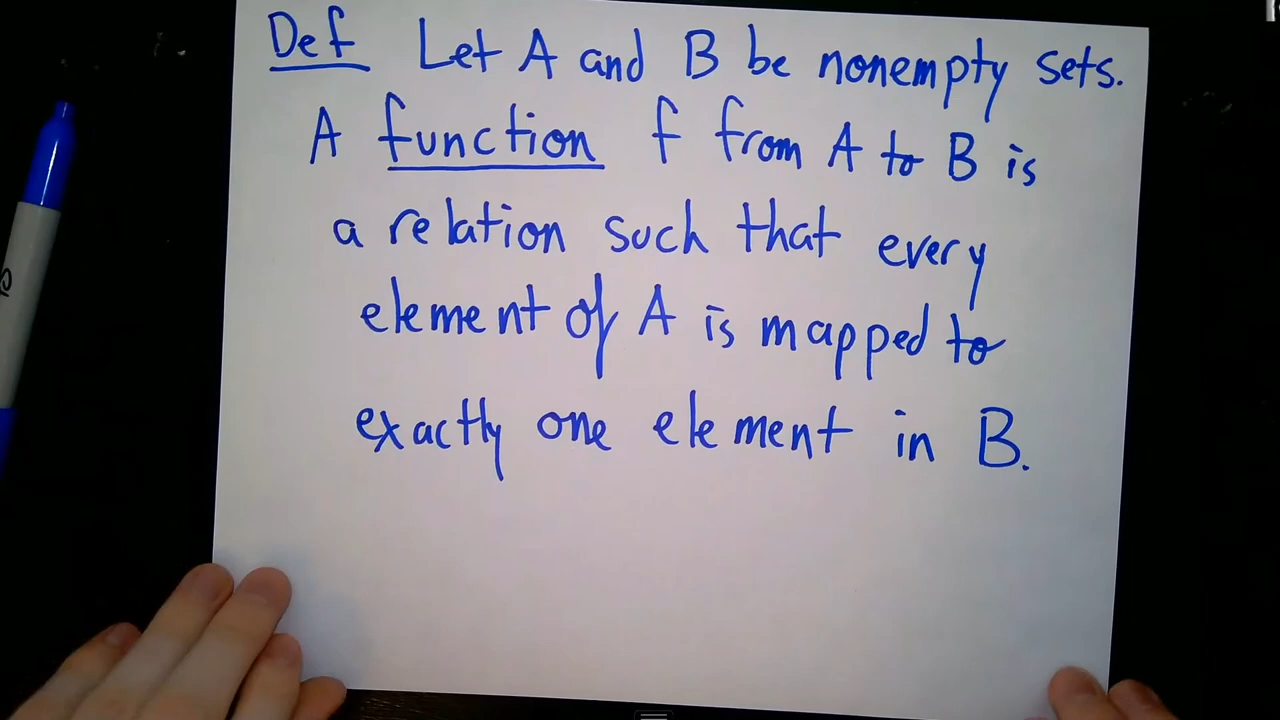 Def Let A and B be nonempty sets.
A function f from A to B is
a relation such that every
element of A is mapped to
exactly one element in B.